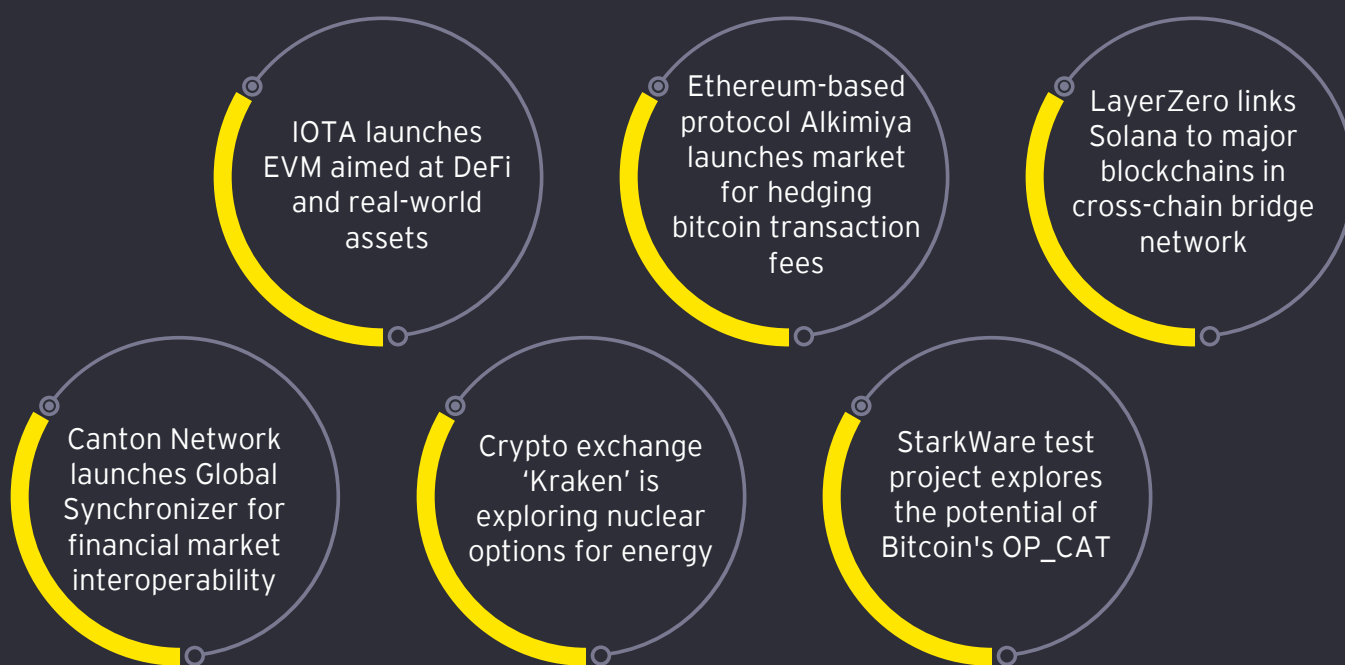 IOTA launches
EVM aimed at DeFi
and real-world
assets
Ethereum-based
protocol Alkimiya
launches market
for hedging
bitcoin transaction
fees
LayerZero links
Solana to major
blockchains in
cross-chain bridge
network
Canton Network
launches Global
Synchronizer for
financial market
interoperability
Crypto exchange
‘Kraken’ is
exploring nuclear
options for energy
StarkWare test
project explores
the potential of
Bitcoin's OP_CAT